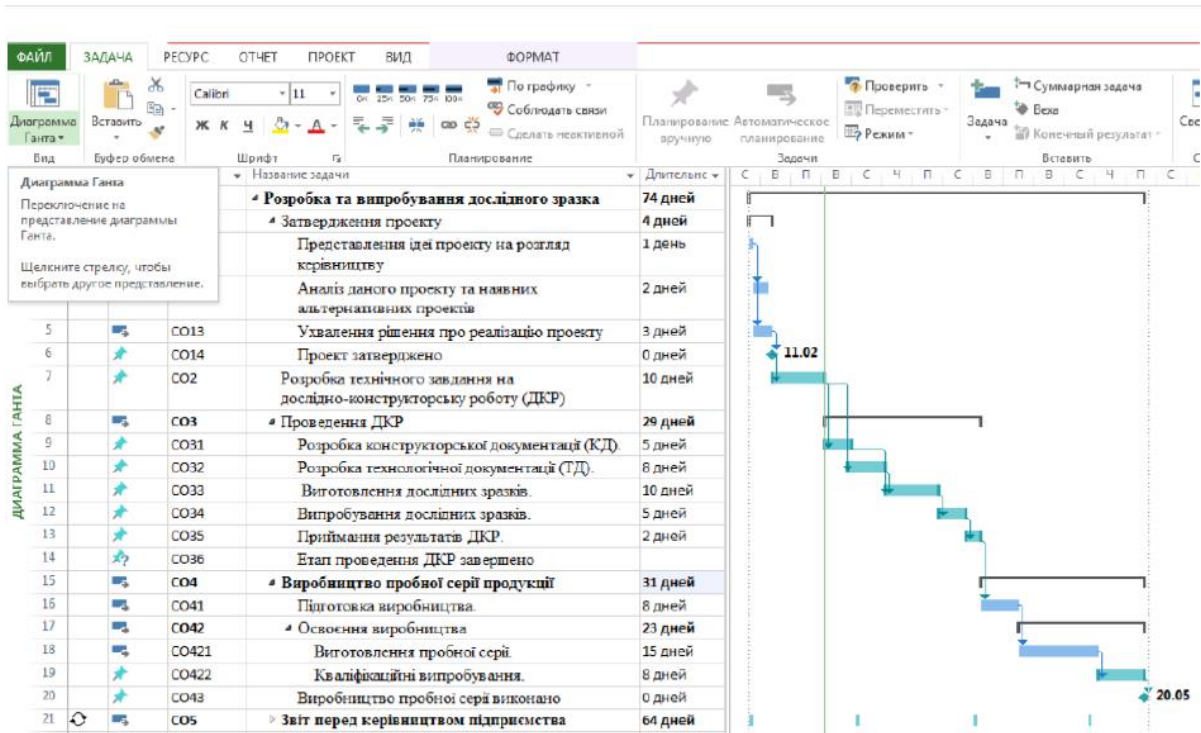 ФАЙЛ ЗАДАЧА РЕСУРС ОТЧЕТ ПРОЕКТ ВИД ФОРМАТ
Диаграмма Ганта
Вставить
Calibri 11
Ж К Ч А
0% 25% 50% 75% 100%
По графику
Соблюдать связи
Сделать неактивной
Планирование вручную
Автоматическое планирование
Проверить
Переместить
Режим
Задача
Суммарная задача
Веха
Конечный результат
Вид Буфер обмена Шрифт Планирование Задачи Вставить
Диаграмма Ганта
Переключение на
представление диаграммы
Ганта.
Щелкните стрелку, чтобы
выбрать другое представление.
Название задачи С В П В С Ч П С В П В С Ч П С
Розробка та випробування дослідного зразка 74 дней
Затвердження проекту 4 дней
Представлення ідеї проекту на розгляд 1 день
керівництву
Аналіз даного проекту та наявних 2 дней
альтернативних проектів
5 СО13 Ухвалення рішення про реалізацію проекту 3 дней
6 СО14 Проект затверджено 0 дней 11.02
7 СО2 Розробка технічного завдання на 10 дней
дослідно-конструкторську роботу (ДКР)
8 СО3 Проведення ДКР 29 дней
9 СО31 Розробка конструкторської документації (КД). 5 дней
10 СО32 Розробка технологічної документації (ТД). 8 дней
11 СО33 Виготовлення дослідних зразків. 10 дней
12 СО34 Випробування дослідних зразків. 5 дней
13 СО35 Приймання результатів ДКР. 2 дней
14 СО36 Етап проведення ДКР завершено
15 СО4 Виробництво пробної серії продукції 31 дней
16 СО41 Підготовка виробництва. 8 дней
17 СО42 Освоєння виробництва 23 дней
18 СО421 Виготовлення пробної серії. 15 дней
19 СО422 Кваліфікаційні випробування. 8 дней
20 СО43 Виробництво пробної серії виконано 0 дней 20.05
21 СО5 Звіт перед керівництвом підприємства 64 дней
ДИАГРАММА ГАНТА